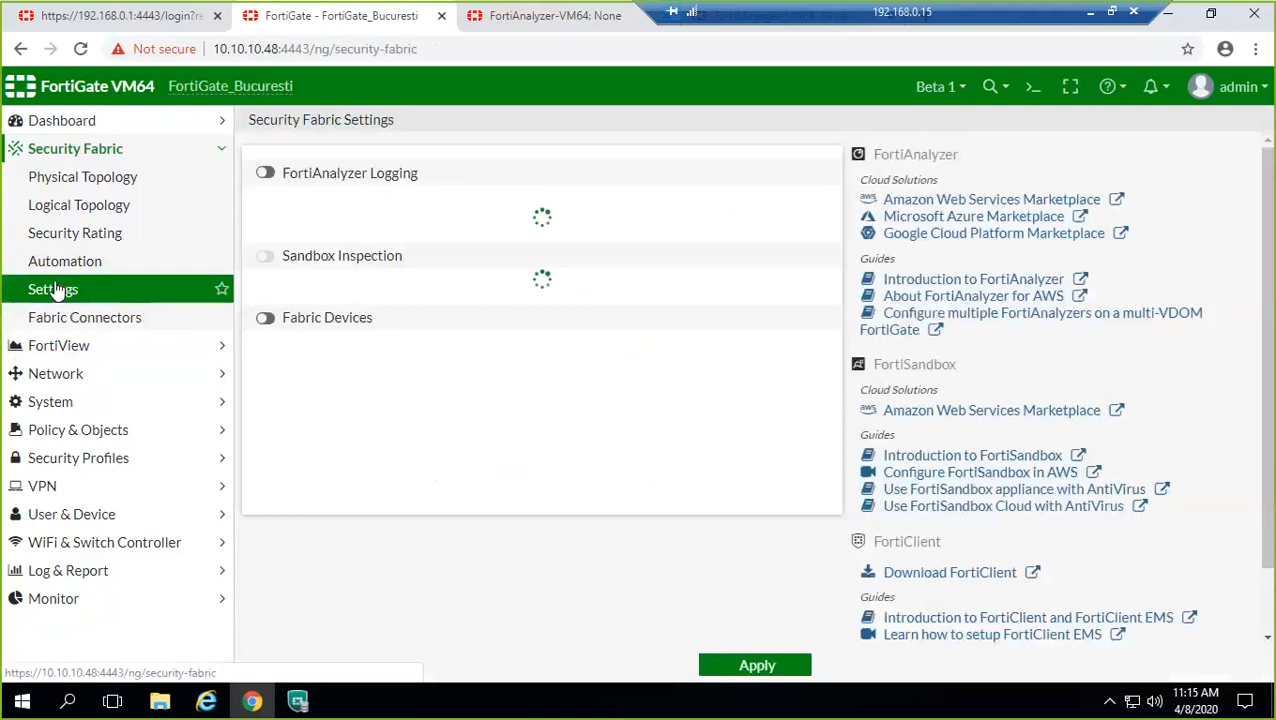 https://192.168.0.1:4443/login?re
FortiGate - FortiGate_Bucuresti
FortiAnalyzer-VM64: None
192.168.0.15
Not secure
10.10.10.48:4443/ng/security-fabric
FortiGate VM64
FortiGate_Bucuresti
Beta 1
admin
Dashboard
Security Fabric
Physical Topology
Logical Topology
Security Rating
Automation
Settings
Fabric Connectors
FortiView
Network
System
Policy & Objects
Security Profiles
VPN
User & Device
WiFi & Switch Controller
Log & Report
Monitor
https://10.10.10.48:4443/ng/security-fabric
Security Fabric Settings
FortiAnalyzer Logging
Sandbox Inspection
Fabric Devices
Apply
FortiAnalyzer
Cloud Solutions
aws Amazon Web Services Marketplace
Microsoft Azure Marketplace
Google Cloud Platform Marketplace
Guides
Introduction to FortiAnalyzer
About FortiAnalyzer for AWS
Configure multiple FortiAnalyzers on a multi-VDOM
FortiGate
FortiSandbox
Cloud Solutions
aws Amazon Web Services Marketplace
Guides
Introduction to FortiSandbox
Configure FortiSandbox in AWS
Use FortiSandbox appliance with AntiVirus
Use FortiSandbox Cloud with AntiVirus
FortiClient
Download FortiClient
Guides
Introduction to FortiClient and FortiClient EMS
Learn how to setup FortiClient EMS
11:15 AM
4/8/2020